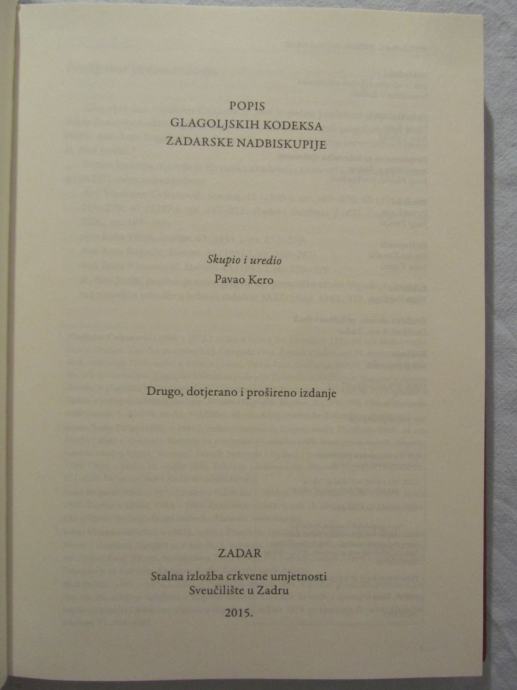 POPIS
GLAGOLJSKIH KODEKSA
ZADARSKE NADBISKUPIJE
Skupio i uredio
Pavao Kero
Drugo, dotjerano i prošireno izdanje
ZADAR
Stalna izložba crkvene umjetnosti
Sveučilište u Zadru
2015.